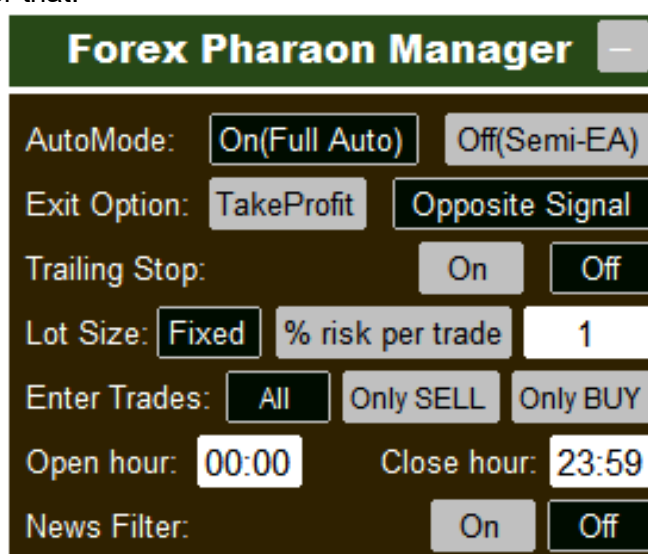 Forex Pharaon Manager –
AutoMode: On(Full Auto) Off(Semi-EA)
Exit Option: TakeProfit Opposite Signal
Trailing Stop: On Off
Lot Size: Fixed % risk per trade 1
Enter Trades: All Only SELL Only BUY
Open hour: 00:00 Close hour: 23:59
News Filter: On Off